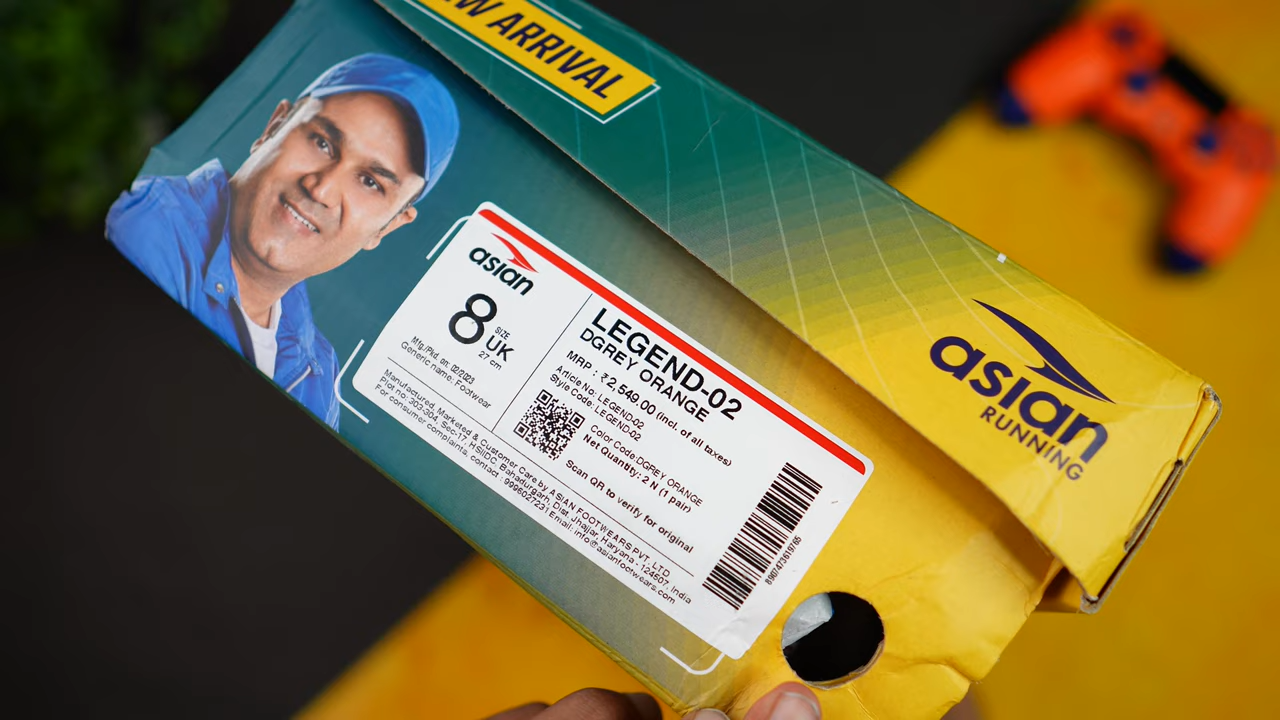 EW ARRIVAL
asian
8 SIZE
UK
27 cm
Mfg./Pkd. on: 02/2023
Generic name: Footwear
LEGEND-02
DGREY ORANGE
MRP : ₹2,549.00 (incl. of all taxes)
Article No: LEGEND-02
Style Code: LEGEND-02
Color Code:DGREY ORANGE
Net Quantity: 2 N (1 pair)
Scan QR to verify for original
Manufactured, Marketed & Customer Care by ASIAN FOOTWEARS PVT. LTD.
Plot no. 303-304, Sec-17, HSIIDC, Bahadurgarh, Dist. Jhajjar, Haryana - 124507, India
For consumer complaints, contact : 9996027231 Email: info@asianfootwears.com
8907473619765
asian
RUNNING